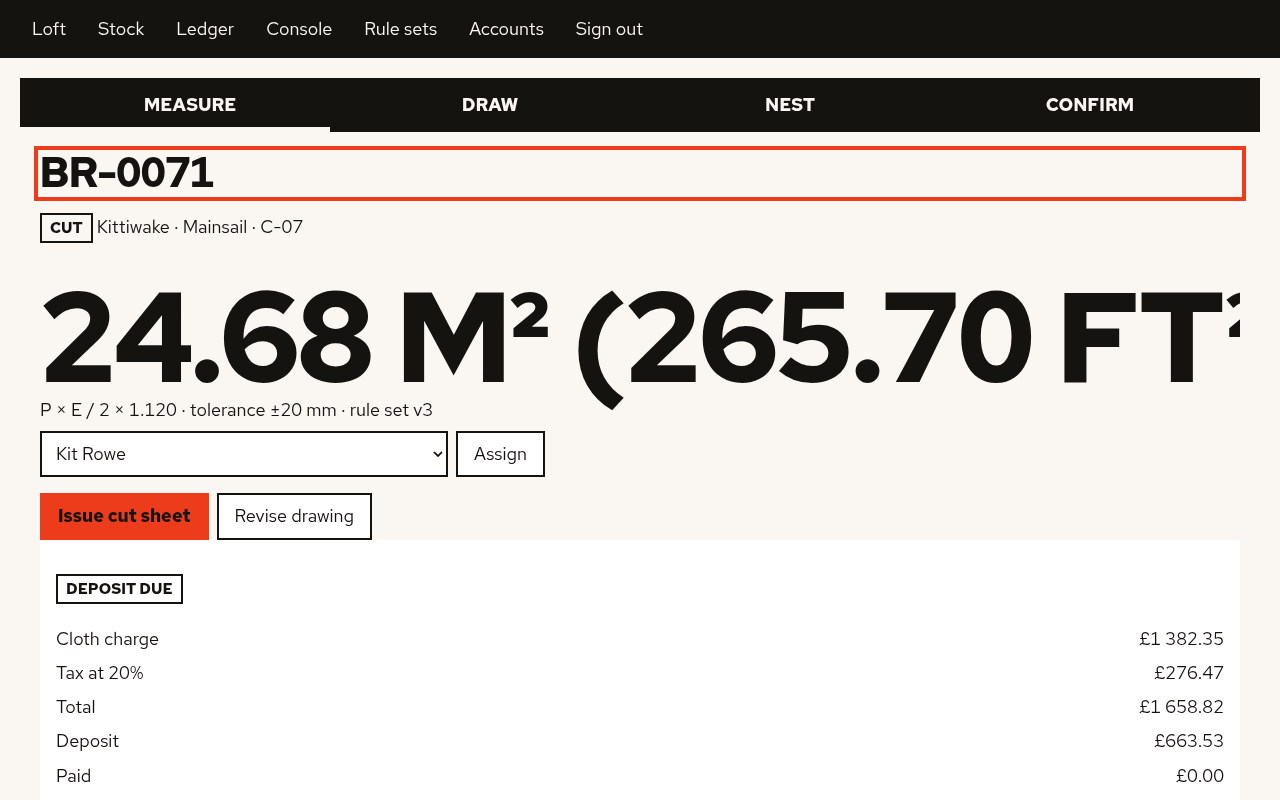 Loft Stock Ledger Console Rule sets Accounts Sign out
MEASURE DRAW NEST CONFIRM
BR-0071
CUT Kittiwake · Mainsail · C-07
24.68 M² (265.70 FT²
P × E / 2 × 1.120 · tolerance ±20 mm · rule set v3
Kit Rowe Assign
Issue cut sheet Revise drawing
DEPOSIT DUE
Cloth charge £1 382.35
Tax at 20% £276.47
Total £1 658.82
Deposit £663.53
Paid £0.00